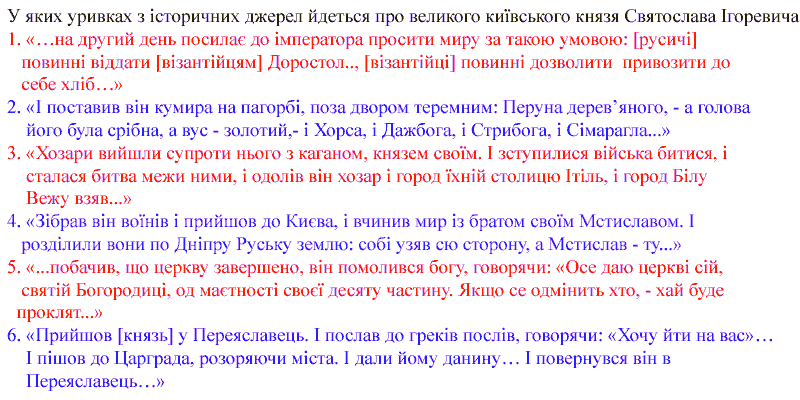 У яких уривках з історичних джерел йдеться про великого київського князя Святослава Ігоревича
1. «…на другий день посилає до імператора просити миру за такою умовою: [русичі]
повинні віддати [візантійцям] Доростол.., [візантійці] повинні дозволити привозити до
себе хліб…»
2. «І поставив він кумира на пагорбі, поза двором теремним: Перуна дерев’яного, - а голова
його була срібна, а вус - золотий,- і Хорса, і Дажбога, і Стрибога, і Сімарагла...»
3. «Хозари вийшли супроти нього з каганом, князем своїм. І зступилися війська битися, і
сталася битва межи ними, і одолів він хозар і город їхній столицю Ітіль, і город Білу
Вежу взяв...»
4. «Зібрав він воїнів і прийшов до Києва, і вчинив мир із братом своїм Мстиславом. І
розділили вони по Дніпру Руську землю: собі узяв сю сторону, а Мстислав - ту...»
5. «...побачив, що церкву завершено, він помолився богу, говорячи: «Осе даю церкві сій,
святій Богородиці, од маєтності своєї десяту частину. Якщо се одмінить хто, - хай буде
проклят...»
6. «Прийшов [князь] у Переяславець. І послав до греків послів, говорячи: «Хочу йти на вас»…
І пішов до Царграда, розоряючи міста. І дали йому данину… І повернувся він в
Переяславець…»